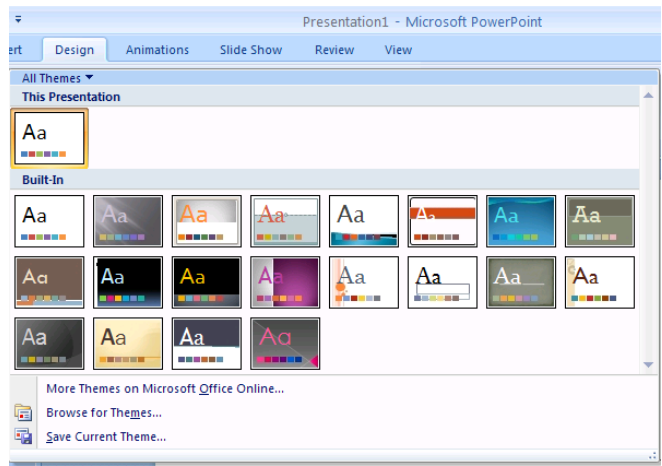 Presentation1 - Microsoft PowerPoint
ert Design Animations Slide Show Review View
All Themes
This Presentation
Aa
Built-In
Aa Aa Aa Aa Aa Aa Aa Aa
Aa Aa Aa Aa Aa Aa Aa Aa
Aa Aa Aa Aa
More Themes on Microsoft Office Online...
Browse for Themes...
Save Current Theme...